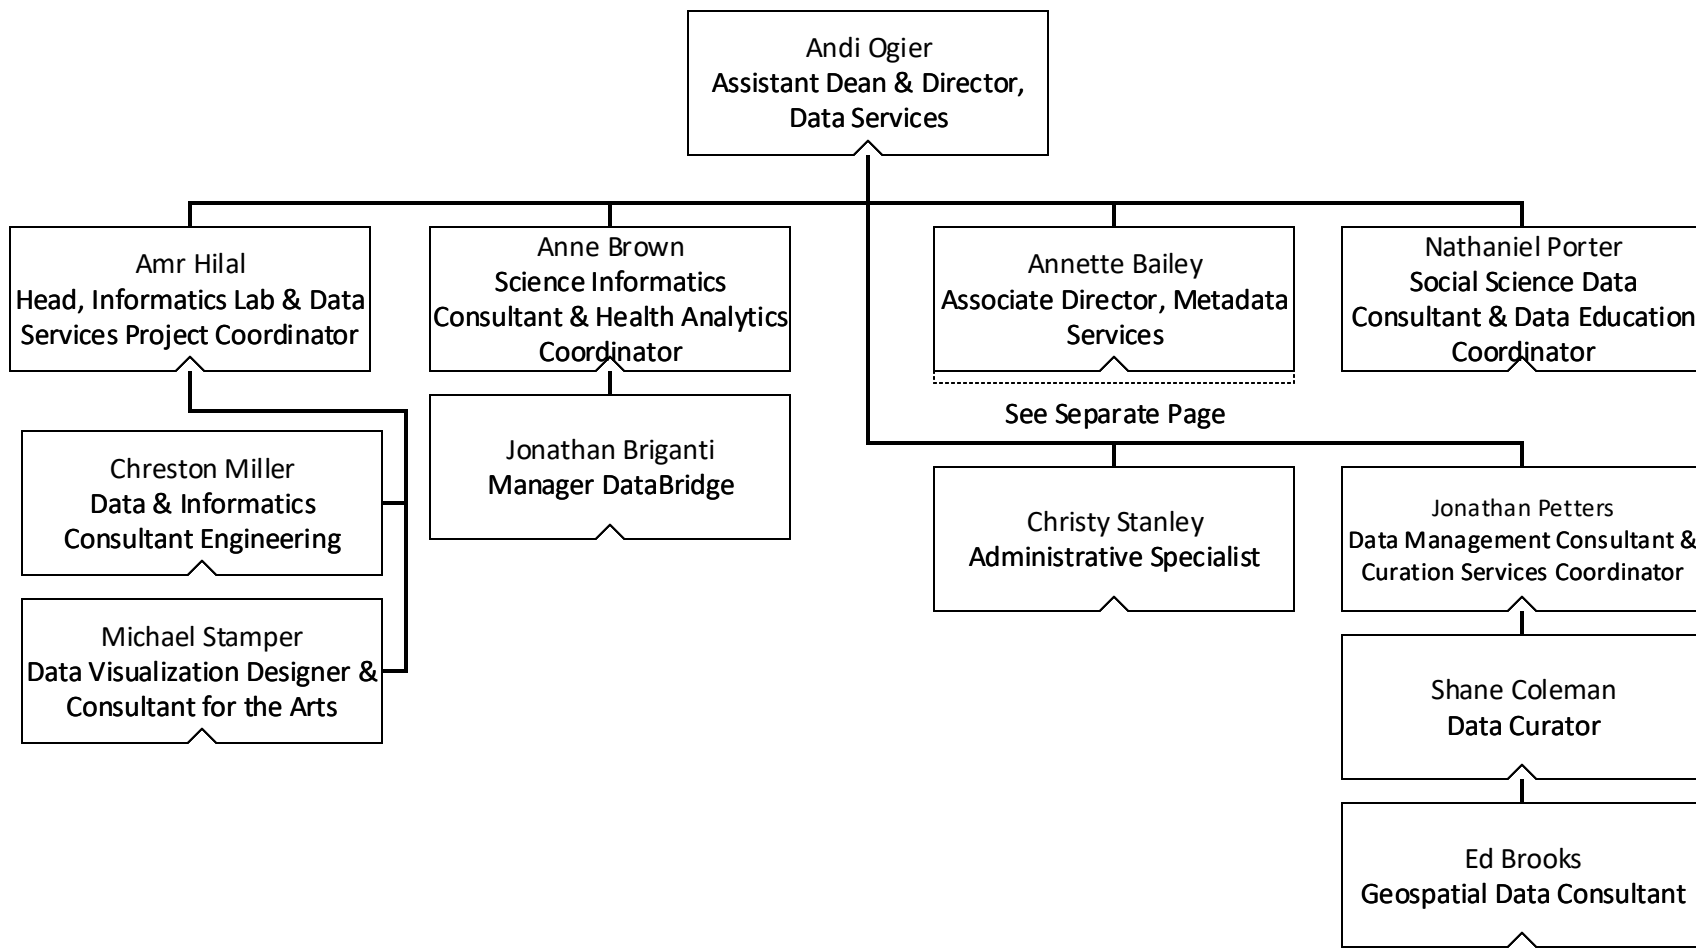 Andi Ogier
Assistant Dean & Director,
Data Services
Amr Hilal
Head, Informatics Lab & Data
Services Project Coordinator
Anne Brown
Science Informatics
Consultant & Health Analytics
Coordinator
Annette Bailey
Associate Director, Metadata
Services
Nathaniel Porter
Social Science Data
Consultant & Data Education
Coordinator
See Separate Page
Chreston Miller
Data & Informatics
Consultant Engineering
Jonathan Briganti
Manager DataBridge
Christy Stanley
Administrative Specialist
Jonathan Petters
Data Management Consultant &
Curation Services Coordinator
Michael Stamper
Data Visualization Designer &
Consultant for the Arts
Shane Coleman
Data Curator
Ed Brooks
Geospatial Data Consultant